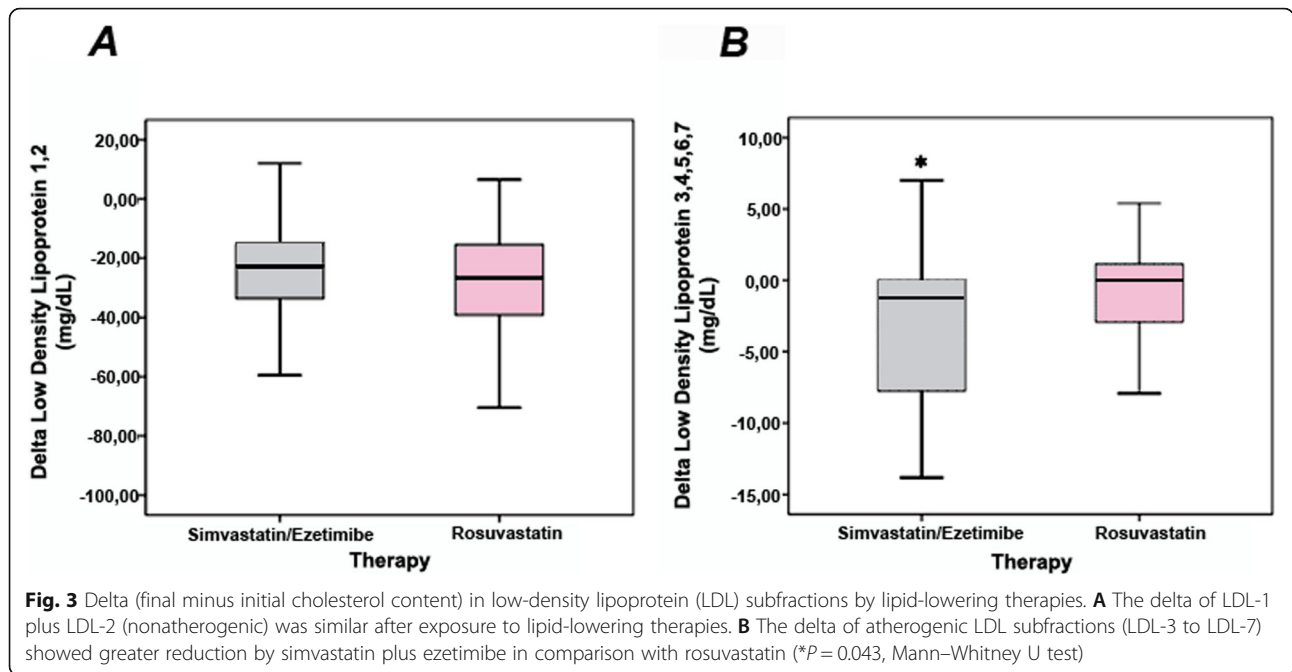 A
Delta Low Density Lipoprotein 1,2
(mg/dL)
20,00
0,00
-20,00
-40,00
-60,00
-80,00
-100,00
Simvastatin/Ezetimibe Rosuvastatin
Therapy
B
Delta Low Density Lipoprotein 3,4,5,6,7
(mg/dL)
10,00
5,00
0,00
-5,00
-10,00
-15,00
*
Simvastatin/Ezetimibe Rosuvastatin
Therapy
Fig. 3 Delta (final minus initial cholesterol content) in low-density lipoprotein (LDL) subfractions by lipid-lowering therapies. A The delta of LDL-1
plus LDL-2 (nonatherogenic) was similar after exposure to lipid-lowering therapies. B The delta of atherogenic LDL subfractions (LDL-3 to LDL-7)
showed greater reduction by simvastatin plus ezetimib in comparison with rosuvastatin (*P = 0.043, Mann–Whitney U test)